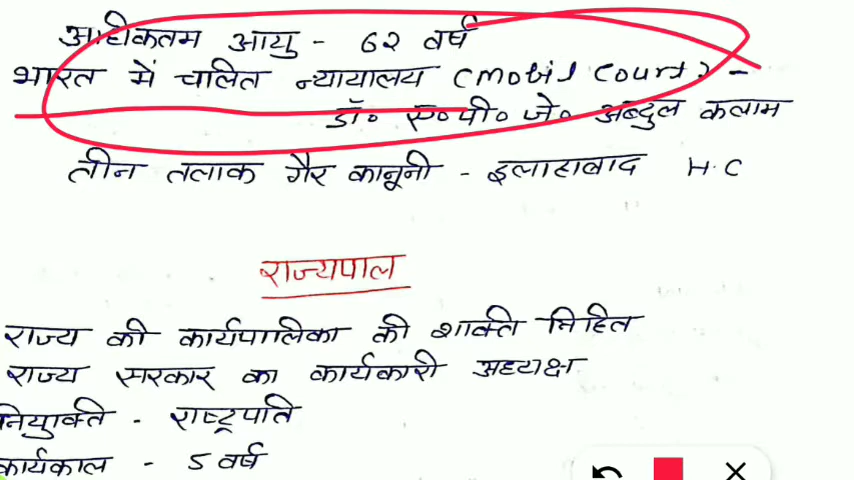 अधिकतम आयु - 62 वर्ष
भारत में चलित न्यायालय (Mobil Court) -
डॉ० ए०पी० जे० अब्दुल कलाम
तीन तलाक गैर कानूनी - इलाहाबाद H.C
राज्यपाल
राज्य की कार्यपालिका की शक्ति निहित
राज्य सरकार का कार्यकारी अध्यक्ष
नियुक्ति - राष्ट्रपति
कार्यकाल - 5 वर्ष